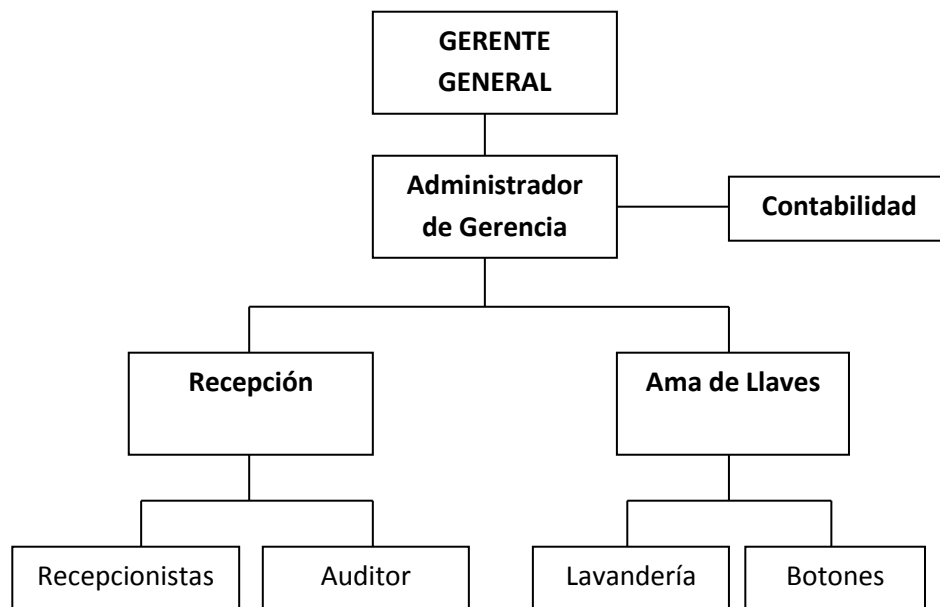 GERENTE
GENERAL
Administrador
de Gerencia
Contabilidad
Recepción
Ama de Llaves
Recepcionistas
Auditor
Lavandería
Botones